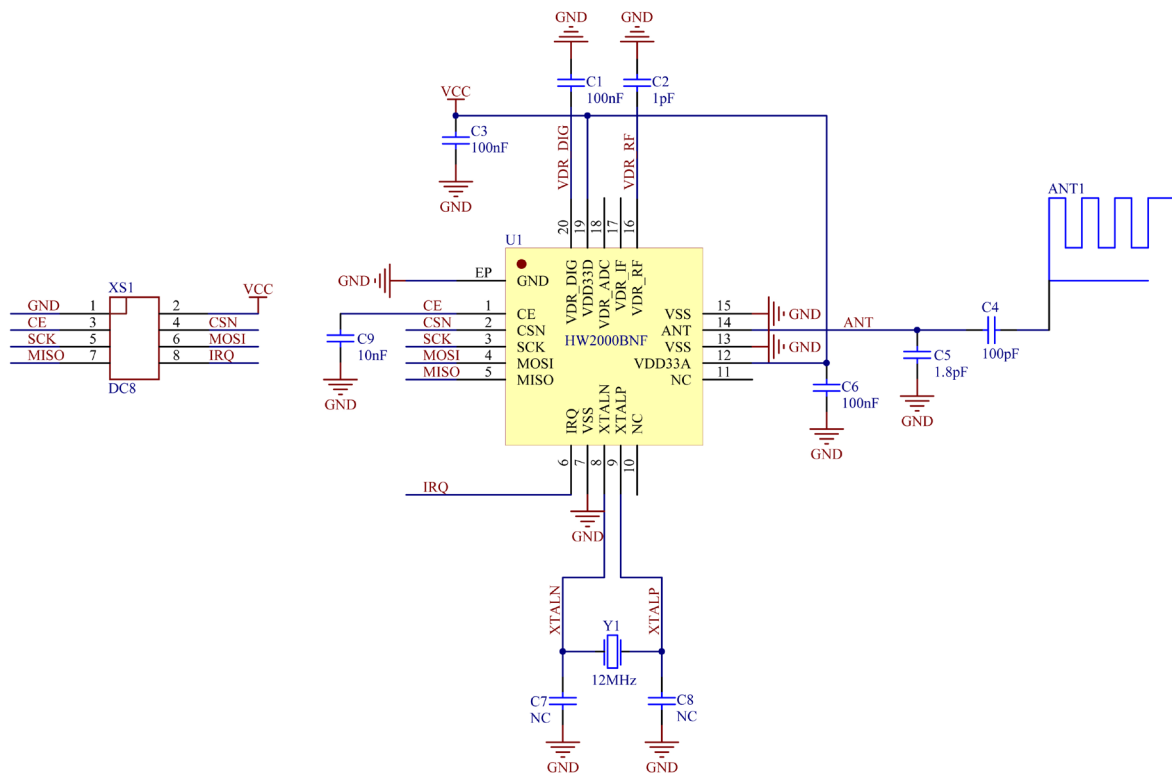 GND GND
C1 C2
100nF 1pF
VCC
C3
100nF
GND
VDR_DIG VDR_RF
ANT1
20 19 18 17 16
U1
GND EP GND
VDR_DIG VDD33D VDR_ADC VDR_IF VDR_RF
XS1 VCC
GND 1 2
CE 3 4 CSN
SCK 5 6 MOSI
MISO 7 8 IRQ
DC8
C9
10nF
GND
CE 1 CE
CSN 2 CSN
SCK 3 SCK
MOSI 4 MOSI
MISO 5 MISO
HW2000BNF
VSS 15 GND
ANT 14 ANT
VSS 13 GND
VDD33A 12
NC 11
C4
100pF
C5
1.8pF
GND
C6
100nF
GND
IRQ VSS XTALN XTALP NC
6 7 8 9 10
IRQ
GND
XTALN XTALP
Y1
12MHz
C7 C8
NC NC
GND GND